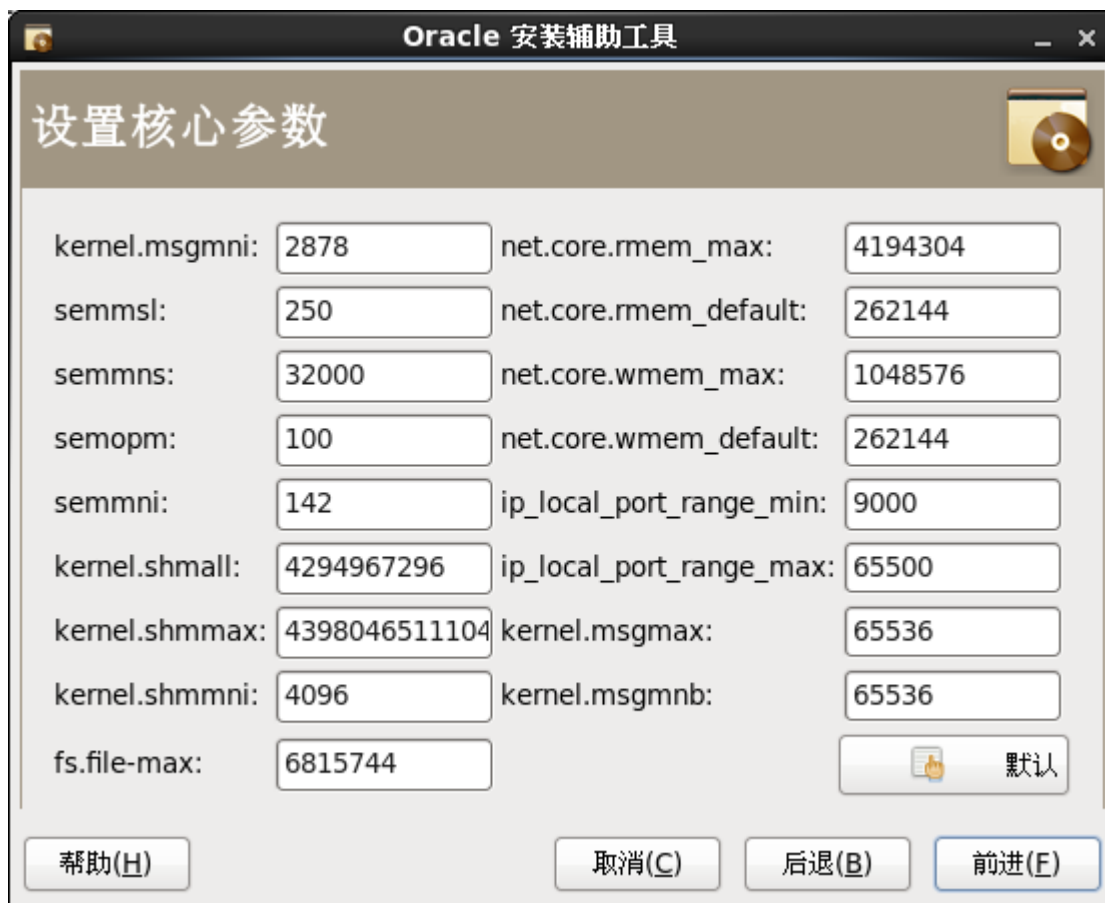 Oracle 安装辅助工具
设置核心参数
kernel.msgmni: 2878 net.core.rmem_max: 4194304
semmsl: 250 net.core.rmem_default: 262144
semmns: 32000 net.core.wmem_max: 1048576
semopm: 100 net.core.wmem_default: 262144
semmni: 142 ip_local_port_range_min: 9000
kernel.shmall: 4294967296 ip_local_port_range_max: 65500
kernel.shmmax: 4398046511104 kernel.msgmax: 65536
kernel.shmmni: 4096 kernel.msgmnb: 65536
fs.file-max: 6815744 默认
帮助(H) 取消(C) 后退(B) 前进(F)